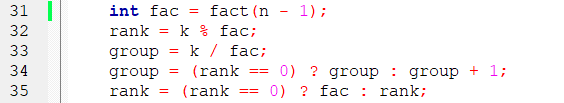 31 int fac = fact(n - 1);
32 rank = k % fac;
33 group = k / fac;
34 group = (rank == 0) ? group : group + 1;
35 rank = (rank == 0) ? fac : rank;